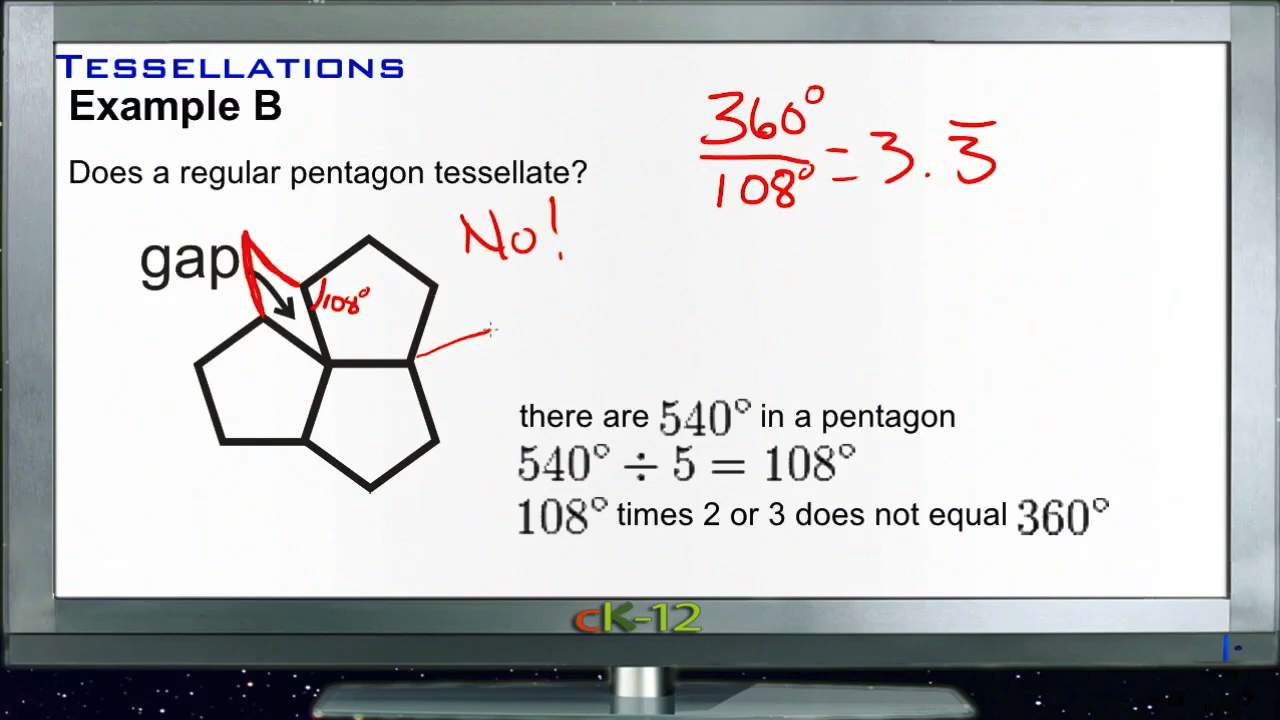 TESSELLATIONS
Example B
Does a regular pentagon tessellate?
No!
360°
108°
= 3.3̅
gap
108°
there are 540° in a pentagon
540° ÷ 5 = 108°
108° times 2 or 3 does not equal 360°
cK-12